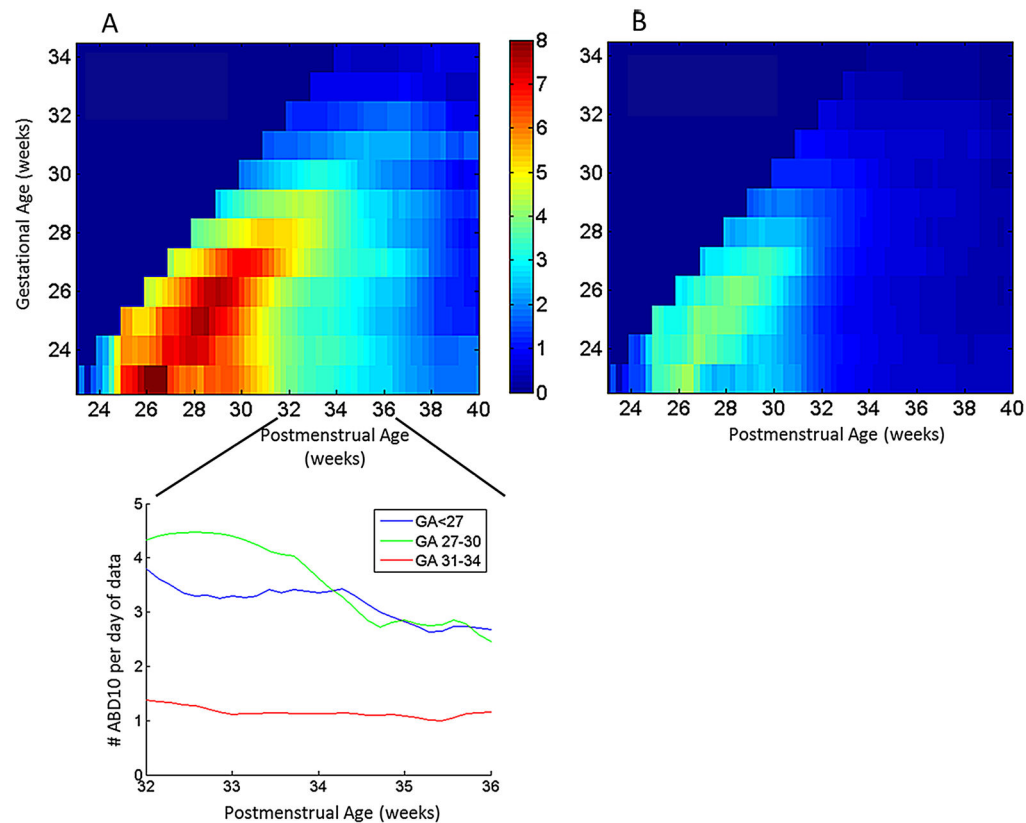 A
B
34
32
30
28
26
24
Gestational Age (weeks)
24 26 28 30 32 34 36 38 40
Postmenstrual Age
(weeks)
8
7
6
5
4
3
2
1
0
34
32
30
28
26
24
24 26 28 30 32 34 36 38 40
Postmenstrual Age (weeks)
5
4
3
2
1
0
# ABD10 per day of data
GA<27
GA 27-30
GA 31-34
32 33 34 35 36
Postmenstrual Age (weeks)